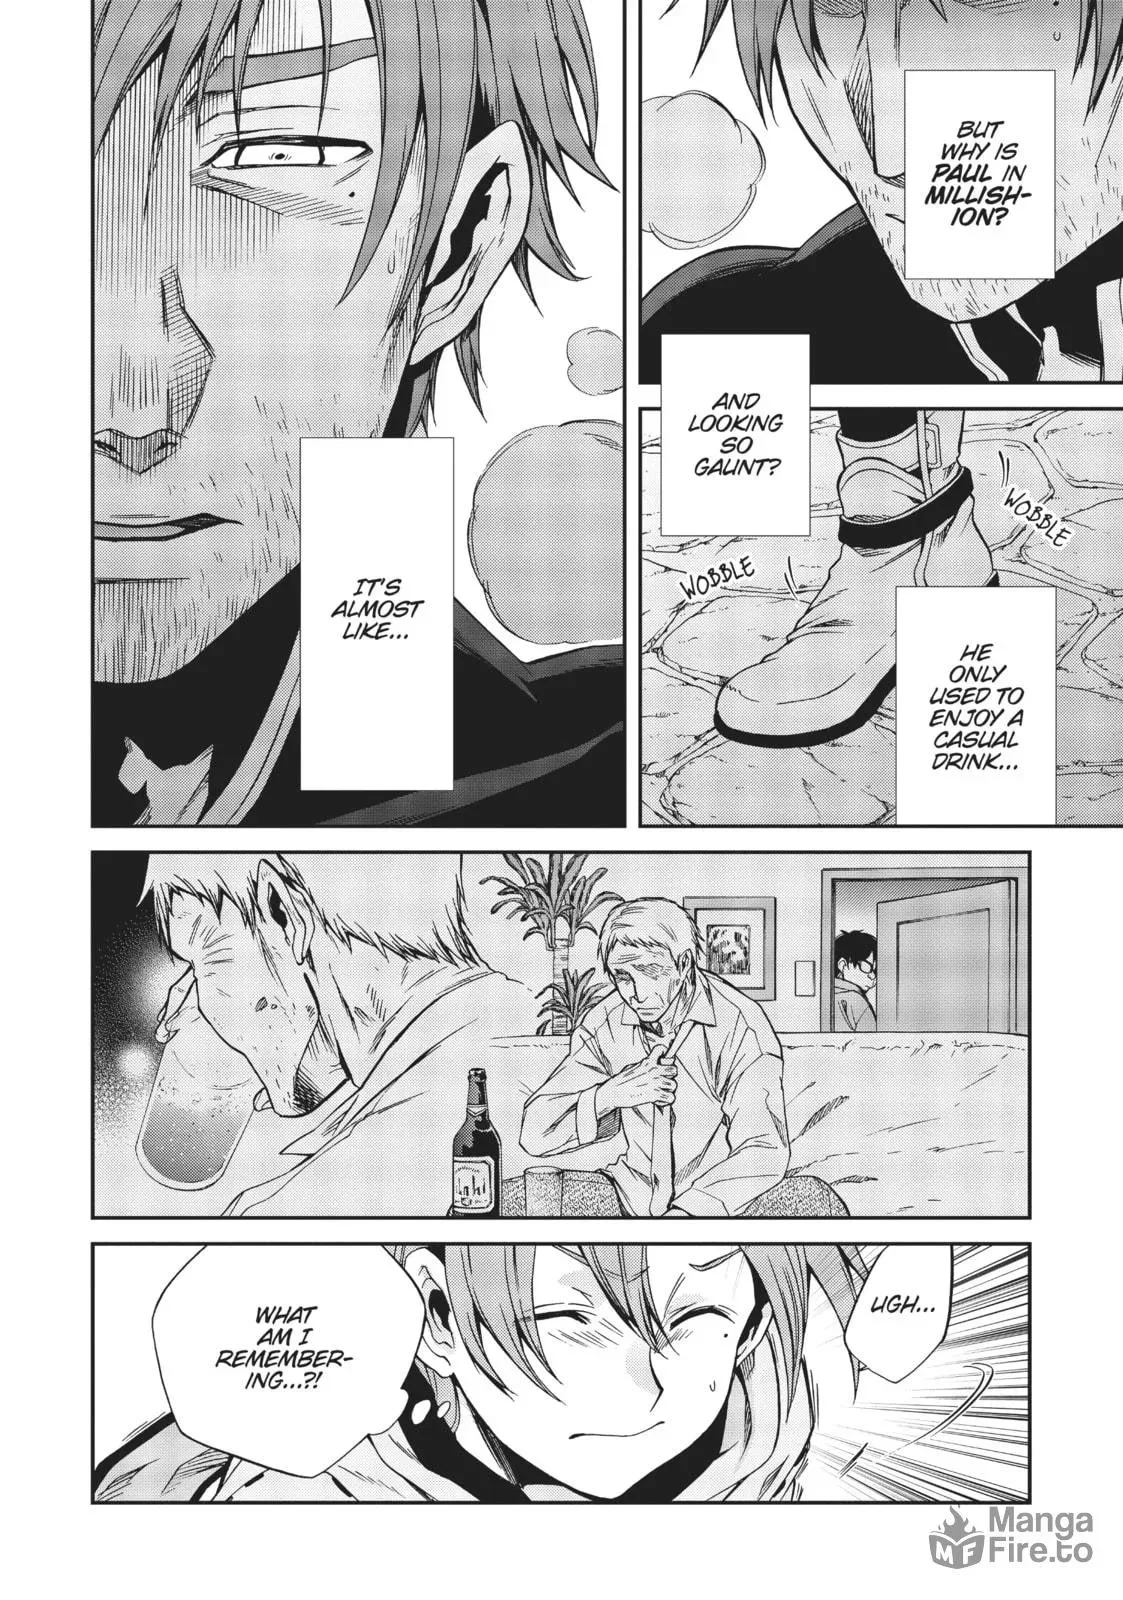 BUT
WHY IS
PAUL IN
MILLISH-
ION?
AND
LOOKING
SO
GAUNT?
WOBBLE
WOBBLE
HE
ONLY
USED TO
ENJOY A
CASUAL
DRINK...
IT'S
ALMOST
LIKE...
UGH...
WHAT
AM I
REMEMBER-
ING...?!
Manga
MF Fire.to